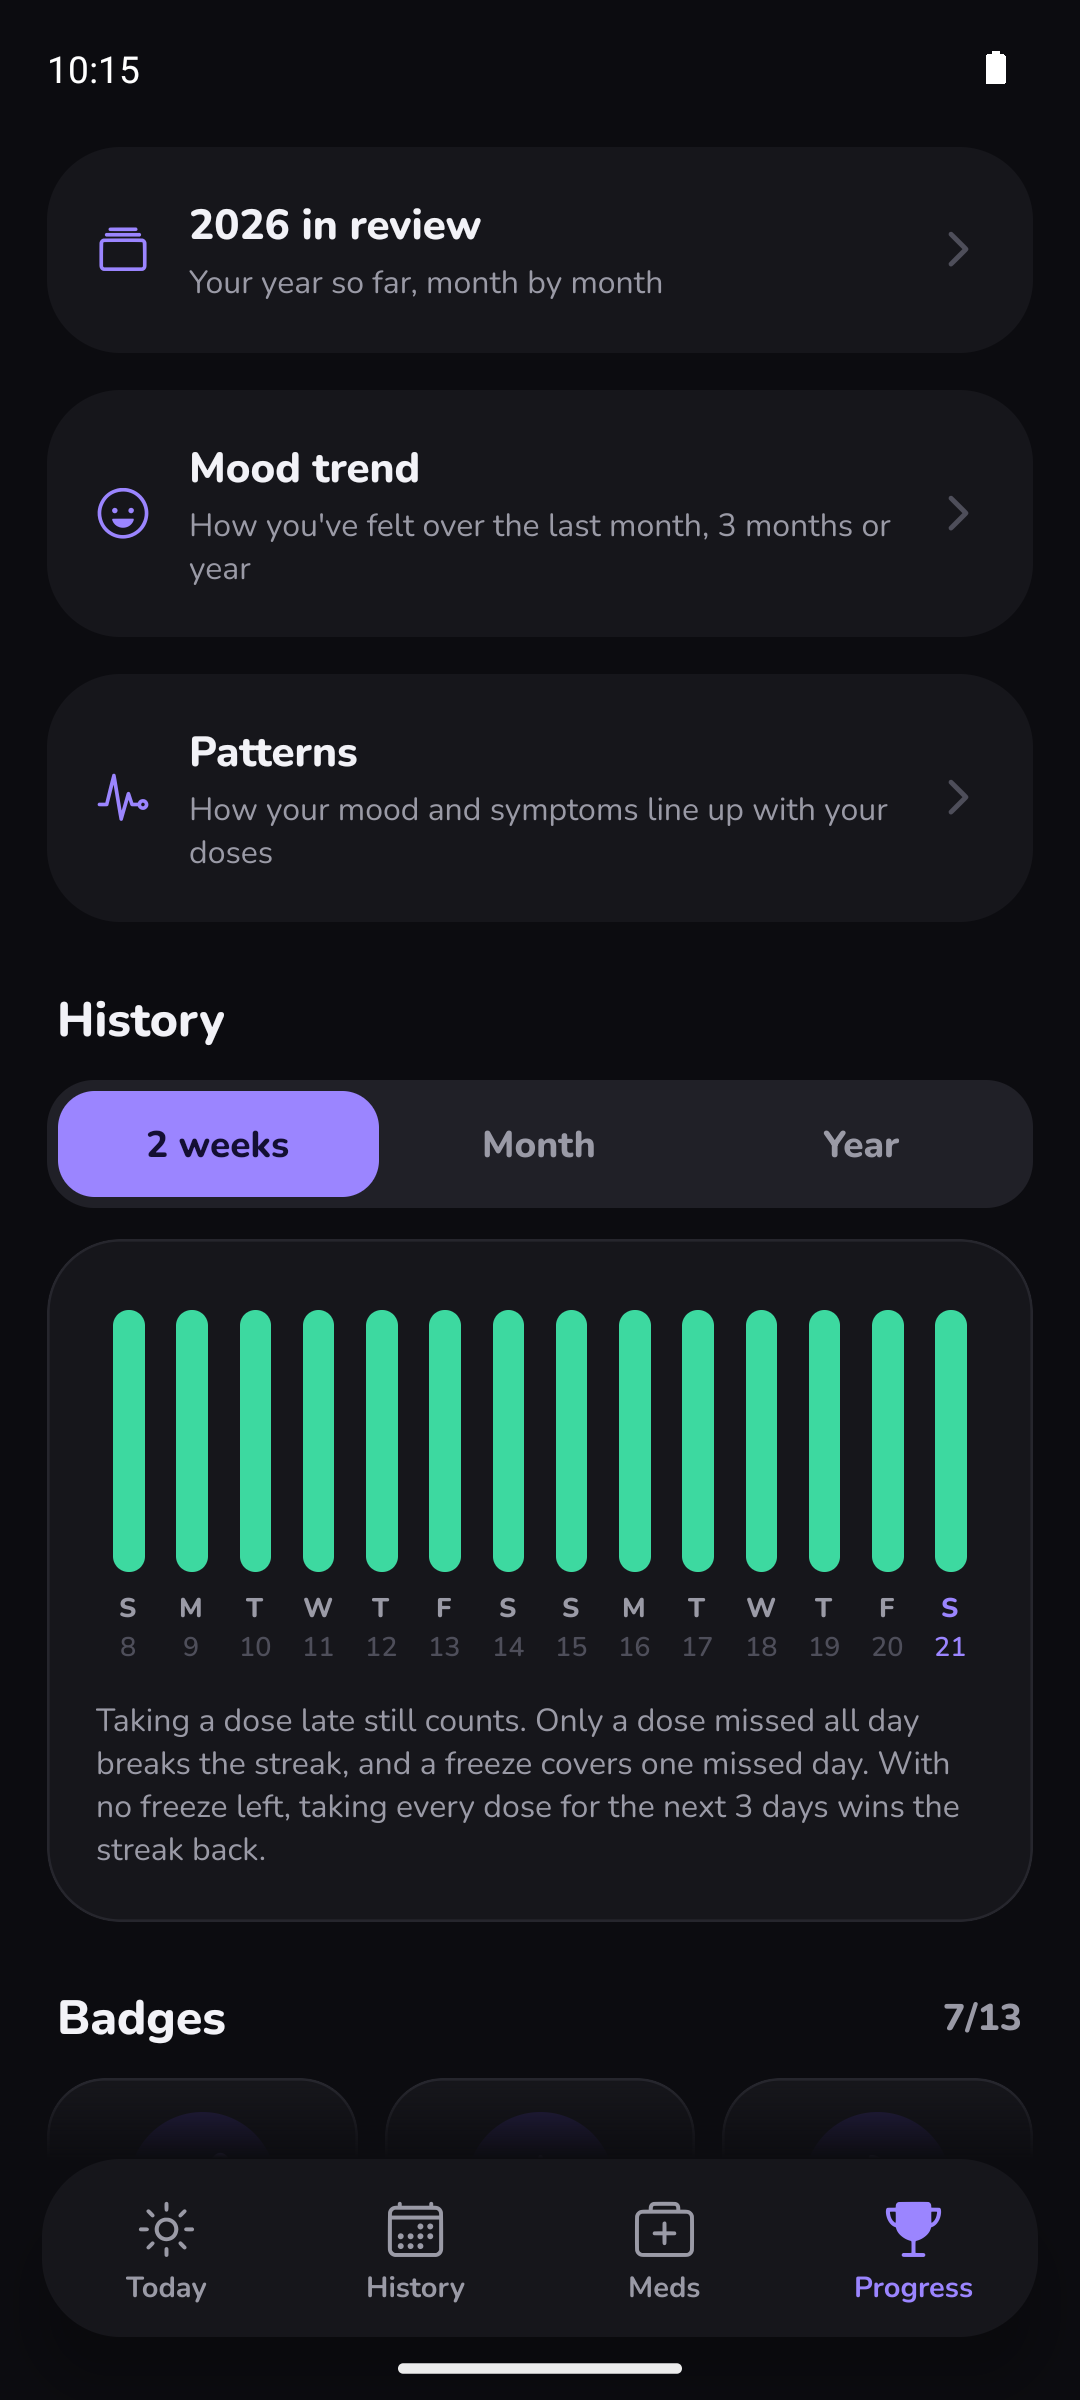 10:15
2026 in review
Your year so far, month by month
Mood trend
How you've felt over the last month, 3 months or
year
Patterns
How your mood and symptoms line up with your
doses
History
2 weeks Month Year
S M T W T F S S M T W T F S
8 9 10 11 12 13 14 15 16 17 18 19 20 21
Taking a dose late still counts. Only a dose missed all day
breaks the streak, and a freeze covers one missed day. With
no freeze left, taking every dose for the next 3 days wins the
streak back.
Badges 7/13
Today History Meds Progress